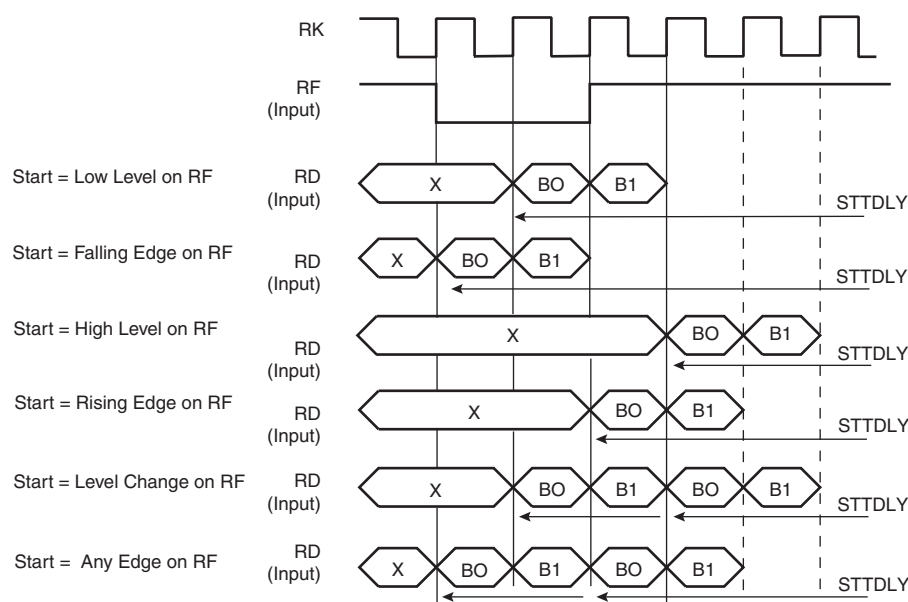 RK
RF
(Input)
Start = Low Level on RF
RD
(Input)
X
BO
B1
STTDLY
Start = Falling Edge on RF
RD
(Input)
X
BO
B1
STTDLY
Start = High Level on RF
RD
(Input)
X
BO
B1
STTDLY
Start = Rising Edge on RF
RD
(Input)
X
BO
B1
STTDLY
Start = Level Change on RF
RD
(Input)
X
BO
B1
BO
B1
STTDLY
Start = Any Edge on RF
RD
(Input)
X
BO
B1
BO
B1
STTDLY